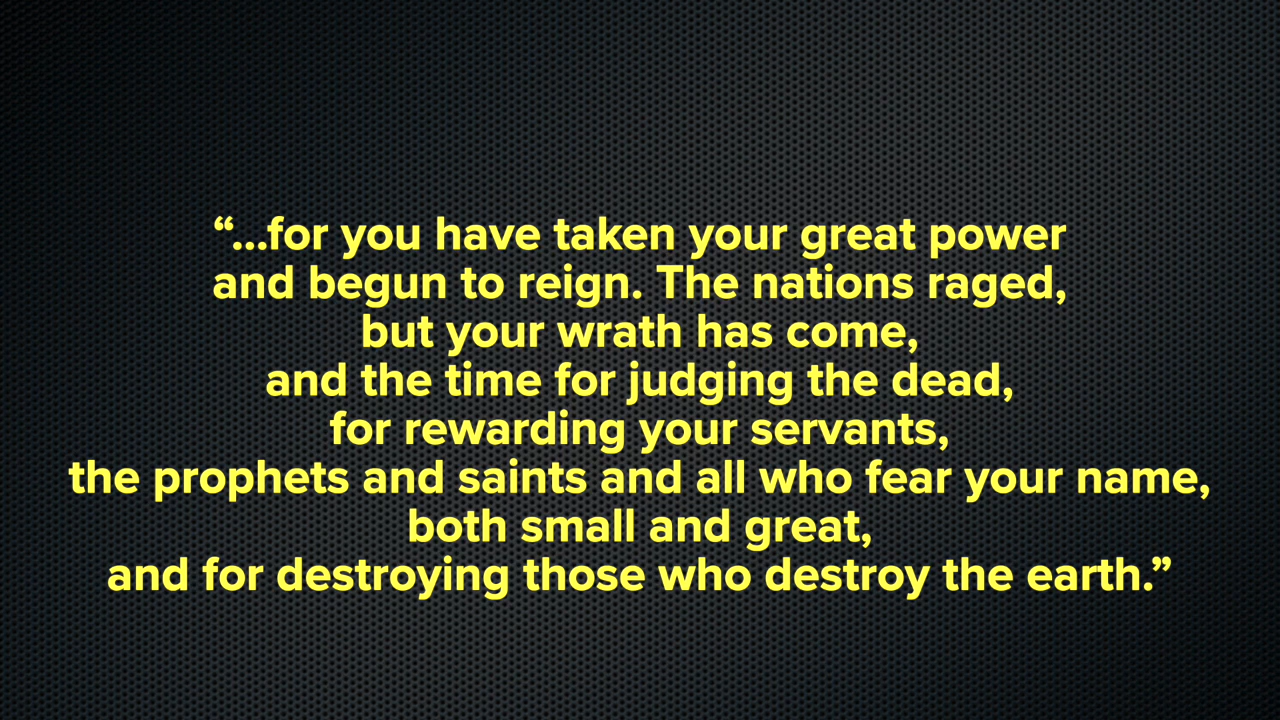 “...for you have taken your great power
and begun to reign. The nations raged,
but your wrath has come,
and the time for judging the dead,
for rewarding your servants,
the prophets and saints and all who fear your name,
both small and great,
and for destroying those who destroy the earth.”